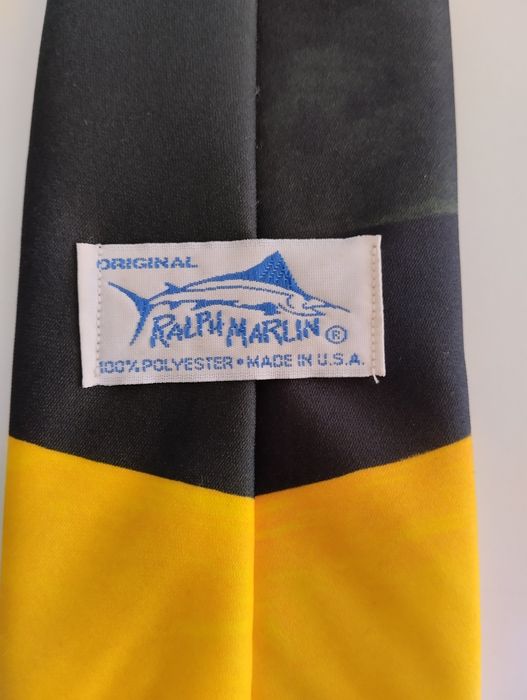 ORIGINAL
RALPH MARLIN ®
100% POLYESTER • MADE IN U.S.A.